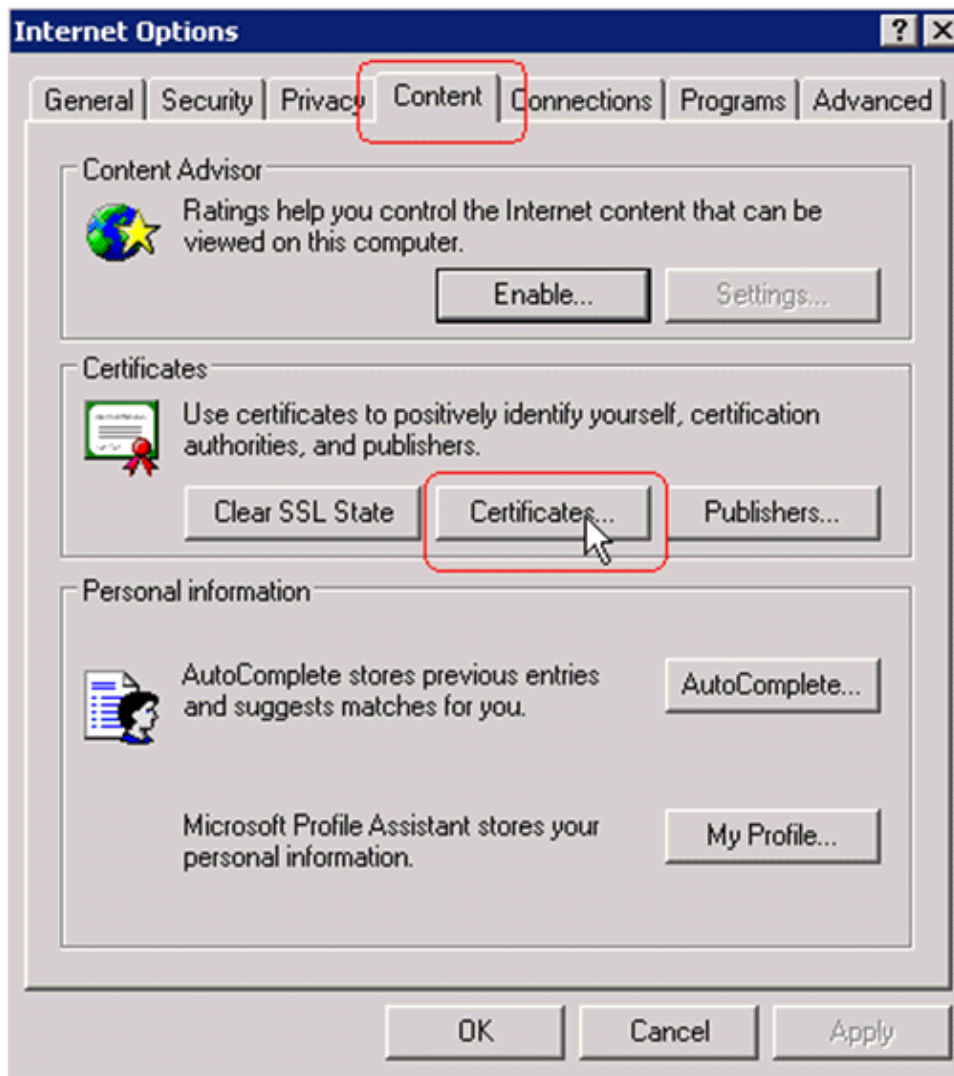 Internet Options
General Security Privacy Content Connections Programs Advanced
Content Advisor
Ratings help you control the Internet content that can be
viewed on this computer.
Enable... Settings...
Certificates
Use certificates to positively identify yourself, certification
authorities, and publishers.
Clear SSL State Certificates... Publishers...
Personal information
AutoComplete stores previous entries
and suggests matches for you.
AutoComplete...
Microsoft Profile Assistant stores your
personal information.
My Profile...
OK Cancel Apply